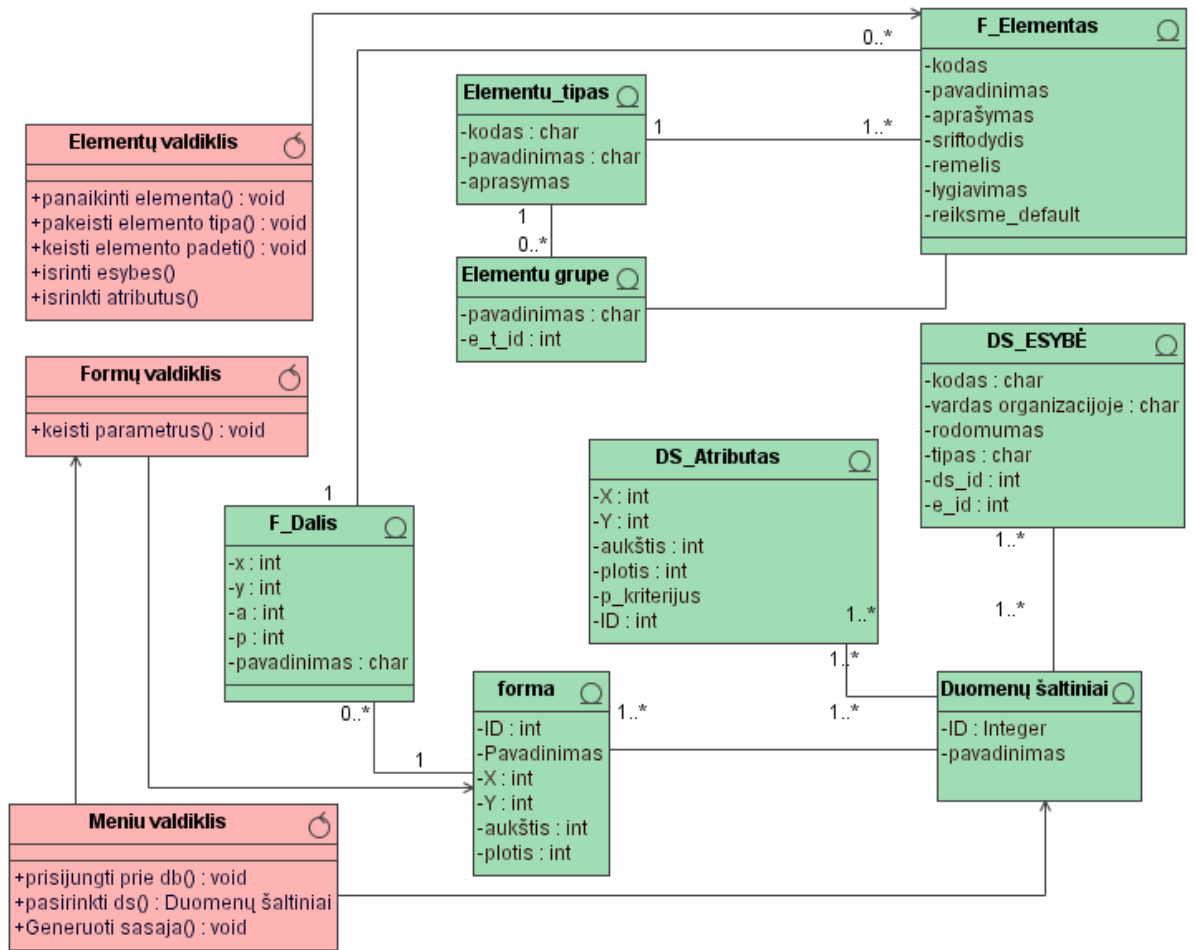 F_Elementas
-kodas
-pavadinimas
-aprašymas
-sriftodydis
-remelis
-lygiavimas
-reiksme_default
0..*
Elementu_tipas
-kodas : char
-pavadinimas : char
-aprasymas
1
1..*
1
0..*
Elementų valdiklis
+panaikinti elementa() : void
+pakeisti elemento tipa() : void
+keisti elemento padeti() : void
+isrinti esybes()
+isrinkti atributus()
Elementu grupe
-pavadinimas : char
-e_t_id : int
Formų valdiklis
+keisti parametrus() : void
DS_ESYBĖ
-kodas : char
-vardas organizacijoje : char
-rodomumas
-tipas : char
-ds_id : int
-e_id : int
1..*
1..*
DS_Atributas
-X : int
-Y : int
-aukštis : int
-plotis : int
-p_kriterijus
-ID : int
1..*
1..*
1..*
1
F_Dalis
-x : int
-y : int
-a : int
-p : int
-pavadinimas : char
0..*
1
forma
-ID : int
-Pavadinimas
-X : int
-Y : int
-aukštis : int
-plotis : int
1..*
Duomenų šaltiniai
-ID : Integer
-pavadinimas
Meniu valdiklis
+prisijungti prie db() : void
+pasirinkti ds() : Duomenų šaltiniai
+Generuoti sasaja() : void